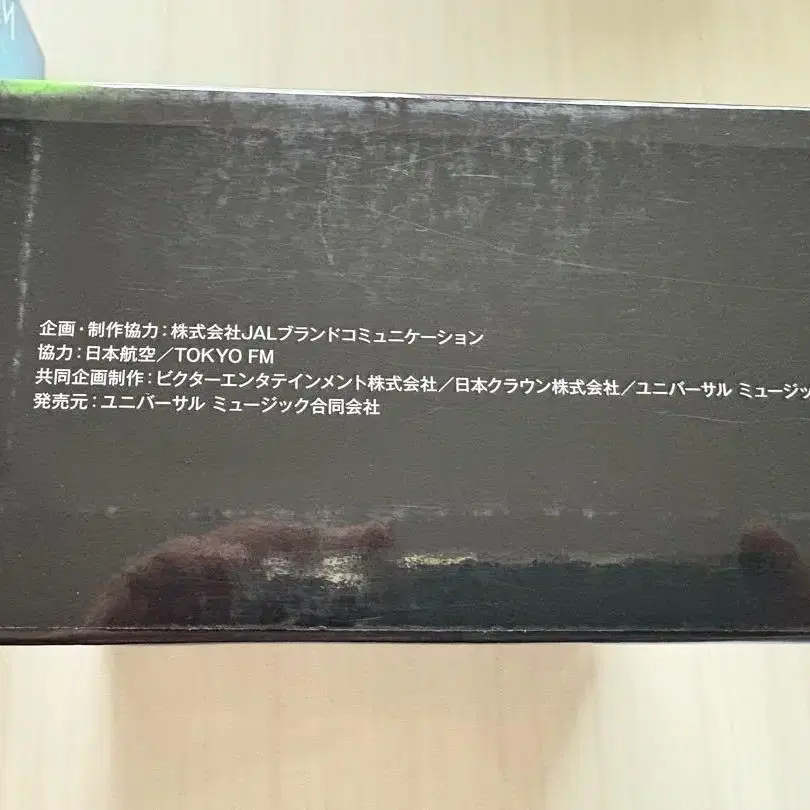 企画・制作協力：株式会社JALブランドコミュニケーション
協力：日本航空／TOKYO FM
共同企画制作：ビクターエンタテインメント株式会社／日本クラウン株式会社／ユニバーサル ミュージッ
発売元：ユニバーサル ミュージック合同会社